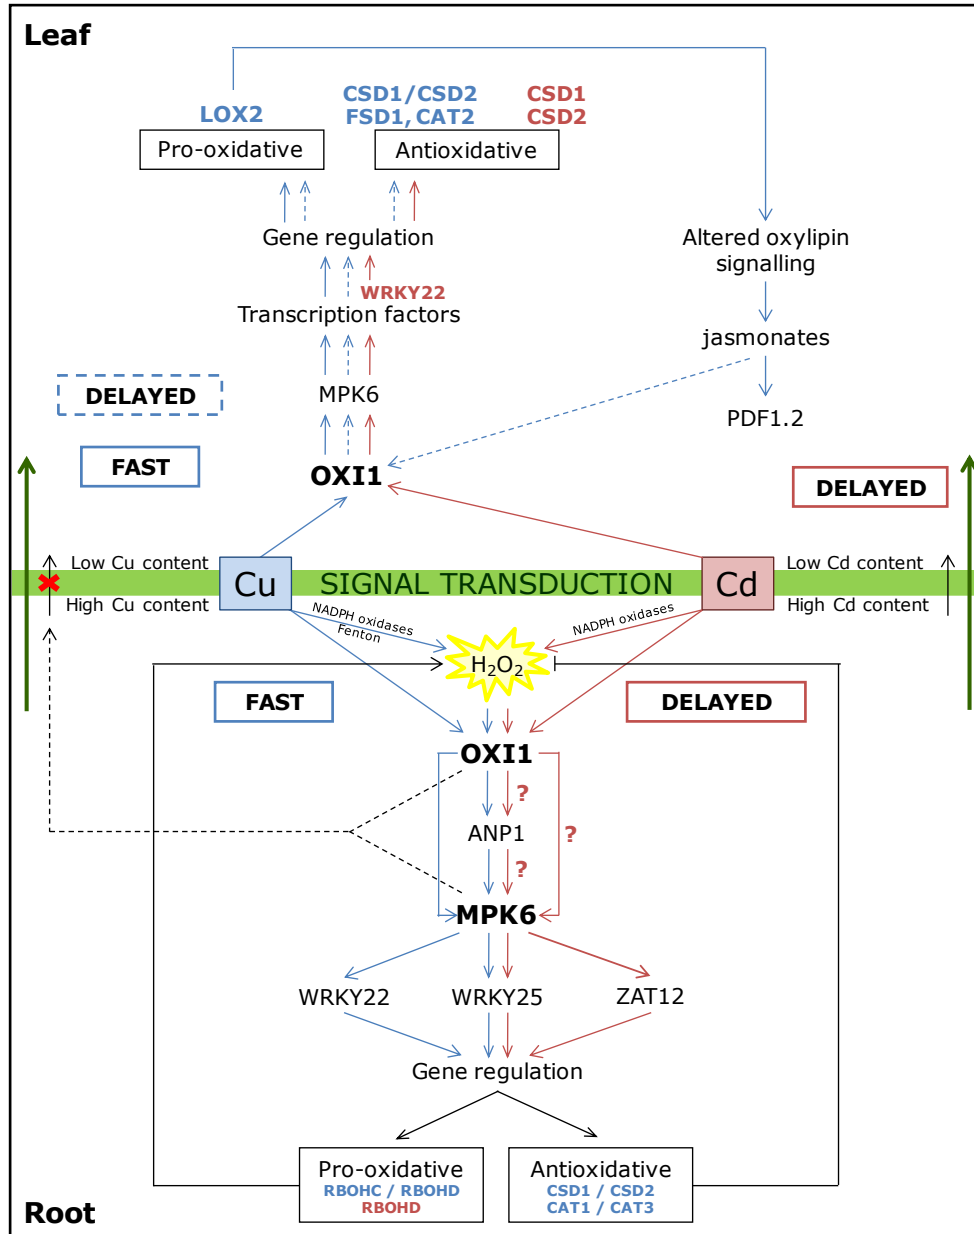 Leaf
CSD1/CSD2
CSD1
LOX2
FSD1, CAT2
CSD2
Pro-oxidative
Antioxidative
Gene regulation
Altered oxylipin
signalling
WRKY22
Transcription factors
jasmonates
DELAYED
MPK6
PDF1.2
FAST
OXI1
DELAYED
Low Cu content
Cu
SIGNAL TRANSDUCTION
Cd
Low Cd content
High Cu content
High Cd content
NADPH oxidases
Fenton
NADPH oxidases
H₂O₂
FAST
DELAYED
OXI1
?
ANP1
?
?
MPK6
WRKY22
WRKY25
ZAT12
Gene regulation
Pro-oxidative
RBOHC / RBOHD
RBOHD
Antioxidative
CSD1 / CSD2
CAT1 / CAT3
Root